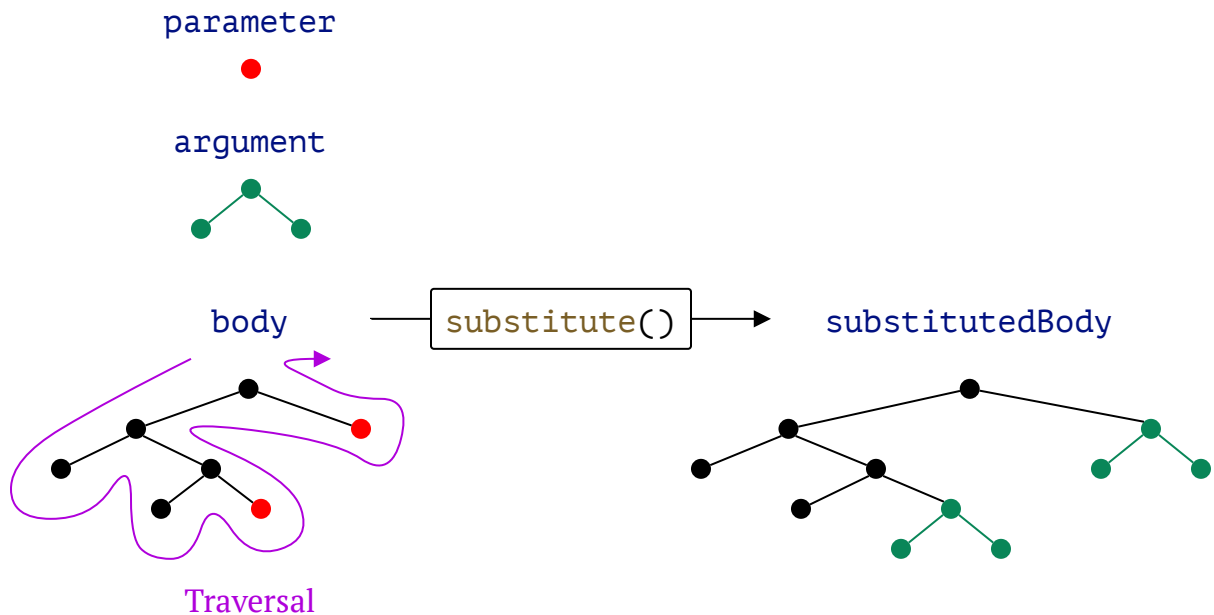 parameter
argument
body
substitute()
substitutedBody
Traversal